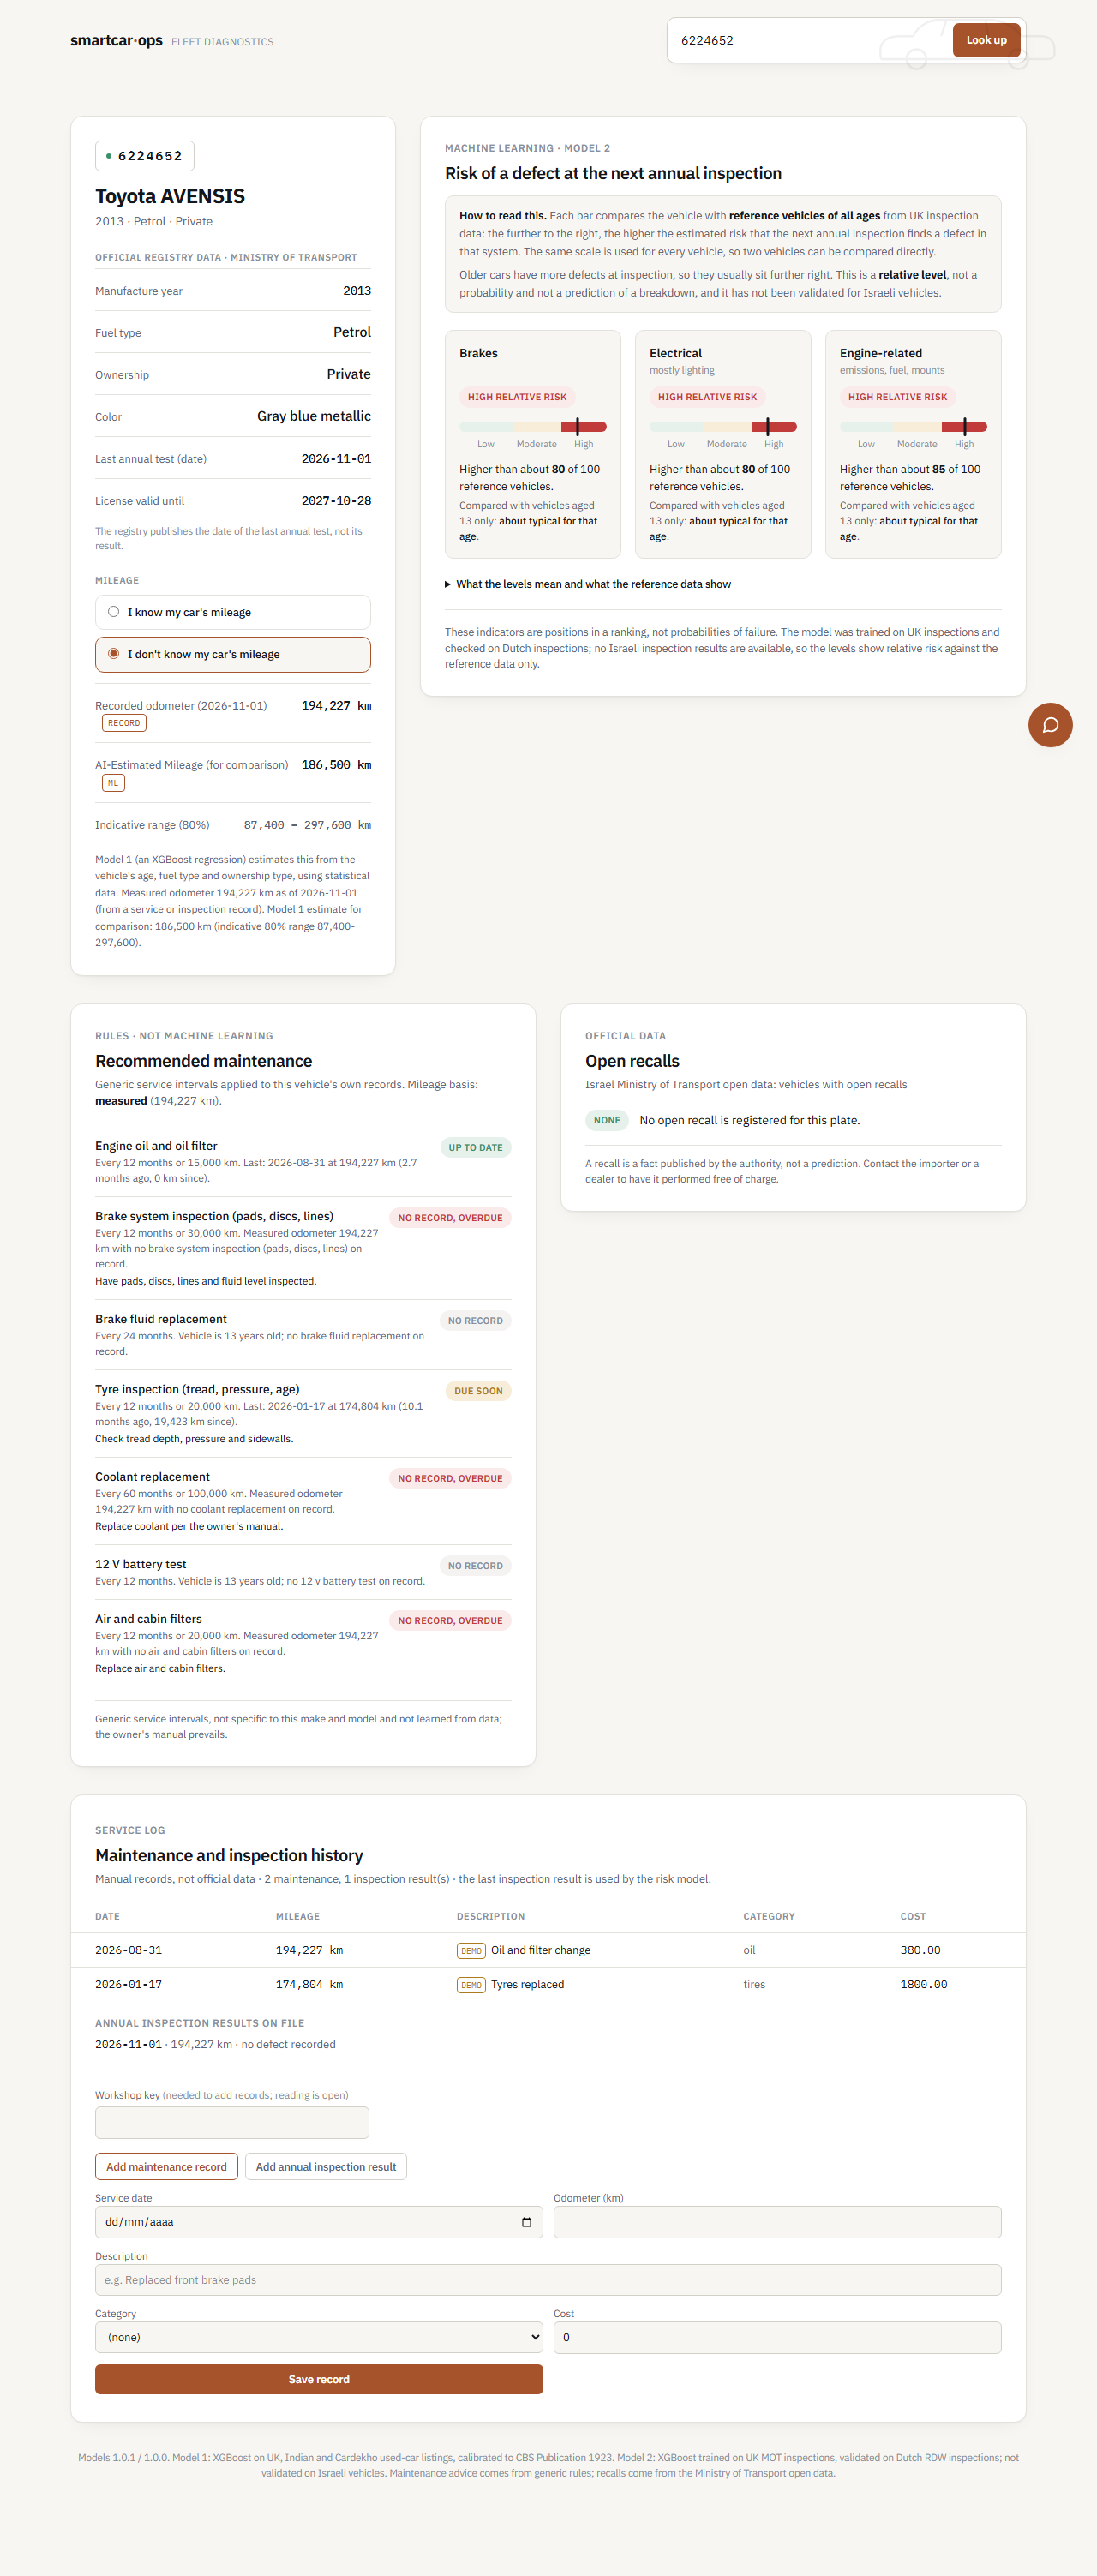 smartcar·ops FLEET DIAGNOSTICS
6224652
Look up
6224652
Toyota AVENSIS
2013 · Petrol · Private
OFFICIAL REGISTRY DATA · MINISTRY OF TRANSPORT
Manufacture year 2013
Fuel type Petrol
Ownership Private
Color Gray blue metallic
Last annual test (date) 2026-11-01
License valid until 2027-10-28
The registry publishes the date of the last annual test, not its
result.
MILEAGE
I know my car's mileage
I don't know my car's mileage
Recorded odometer (2026-11-01) 194,227 km
RECORD
AI-Estimated Mileage (for comparison) 186,500 km
ML
Indicative range (80%) 87,400 – 297,600 km
Model 1 (an XGBoost regression) estimates this from the
vehicle's age, fuel type and ownership type, using statistical
data. Measured odometer 194,227 km as of 2026-11-01
(from a service or inspection record). Model 1 estimate for
comparison: 186,500 km (indicative 80% range 87,400-
297,600).
MACHINE LEARNING · MODEL 2
Risk of a defect at the next annual inspection
How to read this. Each bar compares the vehicle with reference vehicles of all ages from UK inspection
data: the further to the right, the higher the estimated risk that the next annual inspection finds a defect in
that system. The same scale is used for every vehicle, so two vehicles can be compared directly.
Older cars have more defects at inspection, so they usually sit further right. This is a relative level, not a
probability and not a prediction of a breakdown, and it has not been validated for Israeli vehicles.
Brakes
HIGH RELATIVE RISK
Low Moderate High
Higher than about 80 of 100
reference vehicles.
Compared with vehicles aged
13 only: about typical for that
age.
Electrical
mostly lighting
HIGH RELATIVE RISK
Low Moderate High
Higher than about 80 of 100
reference vehicles.
Compared with vehicles aged
13 only: about typical for that
age.
Engine-related
emissions, fuel, mounts
HIGH RELATIVE RISK
Low Moderate High
Higher than about 85 of 100
reference vehicles.
Compared with vehicles aged
13 only: about typical for that
age.
▶ What the levels mean and what the reference data show
These indicators are positions in a ranking, not probabilities of failure. The model was trained on UK inspections and
checked on Dutch inspections; no Israeli inspection results are available, so the levels show relative risk against the
reference data only.
RULES · NOT MACHINE LEARNING
Recommended maintenance
Generic service intervals applied to this vehicle's own records. Mileage basis:
measured (194,227 km).
Engine oil and oil filter UP TO DATE
Every 12 months or 15,000 km. Last: 2026-08-31 at 194,227 km (2.7
months ago, 0 km since).
Brake system inspection (pads, discs, lines) NO RECORD, OVERDUE
Every 12 months or 30,000 km. Measured odometer 194,227
km with no brake system inspection (pads, discs, lines) on
record.
Have pads, discs, lines and fluid level inspected.
Brake fluid replacement NO RECORD
Every 24 months. Vehicle is 13 years old; no brake fluid replacement on
record.
Tyre inspection (tread, pressure, age) DUE SOON
Every 12 months or 20,000 km. Last: 2026-01-17 at 174,804 km (10.1
months ago, 19,423 km since).
Check tread depth, pressure and sidewalls.
Coolant replacement NO RECORD, OVERDUE
Every 60 months or 100,000 km. Measured odometer
194,227 km with no coolant replacement on record.
Replace coolant per the owner's manual.
12 V battery test NO RECORD
Every 12 months. Vehicle is 13 years old; no 12 v battery test on record.
Air and cabin filters NO RECORD, OVERDUE
Every 12 months or 20,000 km. Measured odometer 194,227
km with no air and cabin filters on record.
Replace air and cabin filters.
Generic service intervals, not specific to this make and model and not learned from data;
the owner's manual prevails.
OFFICIAL DATA
Open recalls
Israel Ministry of Transport open data: vehicles with open recalls
NONE No open recall is registered for this plate.
A recall is a fact published by the authority, not a prediction. Contact the importer or a
dealer to have it performed free of charge.
SERVICE LOG
Maintenance and inspection history
Manual records, not official data · 2 maintenance, 1 inspection result(s) · the last inspection result is used by the risk model.
DATE MILEAGE DESCRIPTION CATEGORY COST
2026-08-31 194,227 km DEMO Oil and filter change oil 380.00
2026-01-17 174,804 km DEMO Tyres replaced tires 1800.00
ANNUAL INSPECTION RESULTS ON FILE
2026-11-01 · 194,227 km · no defect recorded
Workshop key (needed to add records; reading is open)
Add maintenance record Add annual inspection result
Service date Odometer (km)
dd/mm/aaaa
Description
e.g. Replaced front brake pads
Category Cost
(none) 0
Save record
Models 1.0.1 / 1.0.0. Model 1: XGBoost on UK, Indian and Cardekho used-car listings, calibrated to CBS Publication 1923. Model 2: XGBoost trained on UK MOT inspections, validated on Dutch RDW inspections; not
validated on Israeli vehicles. Maintenance advice comes from generic rules; recalls come from the Ministry of Transport open data.